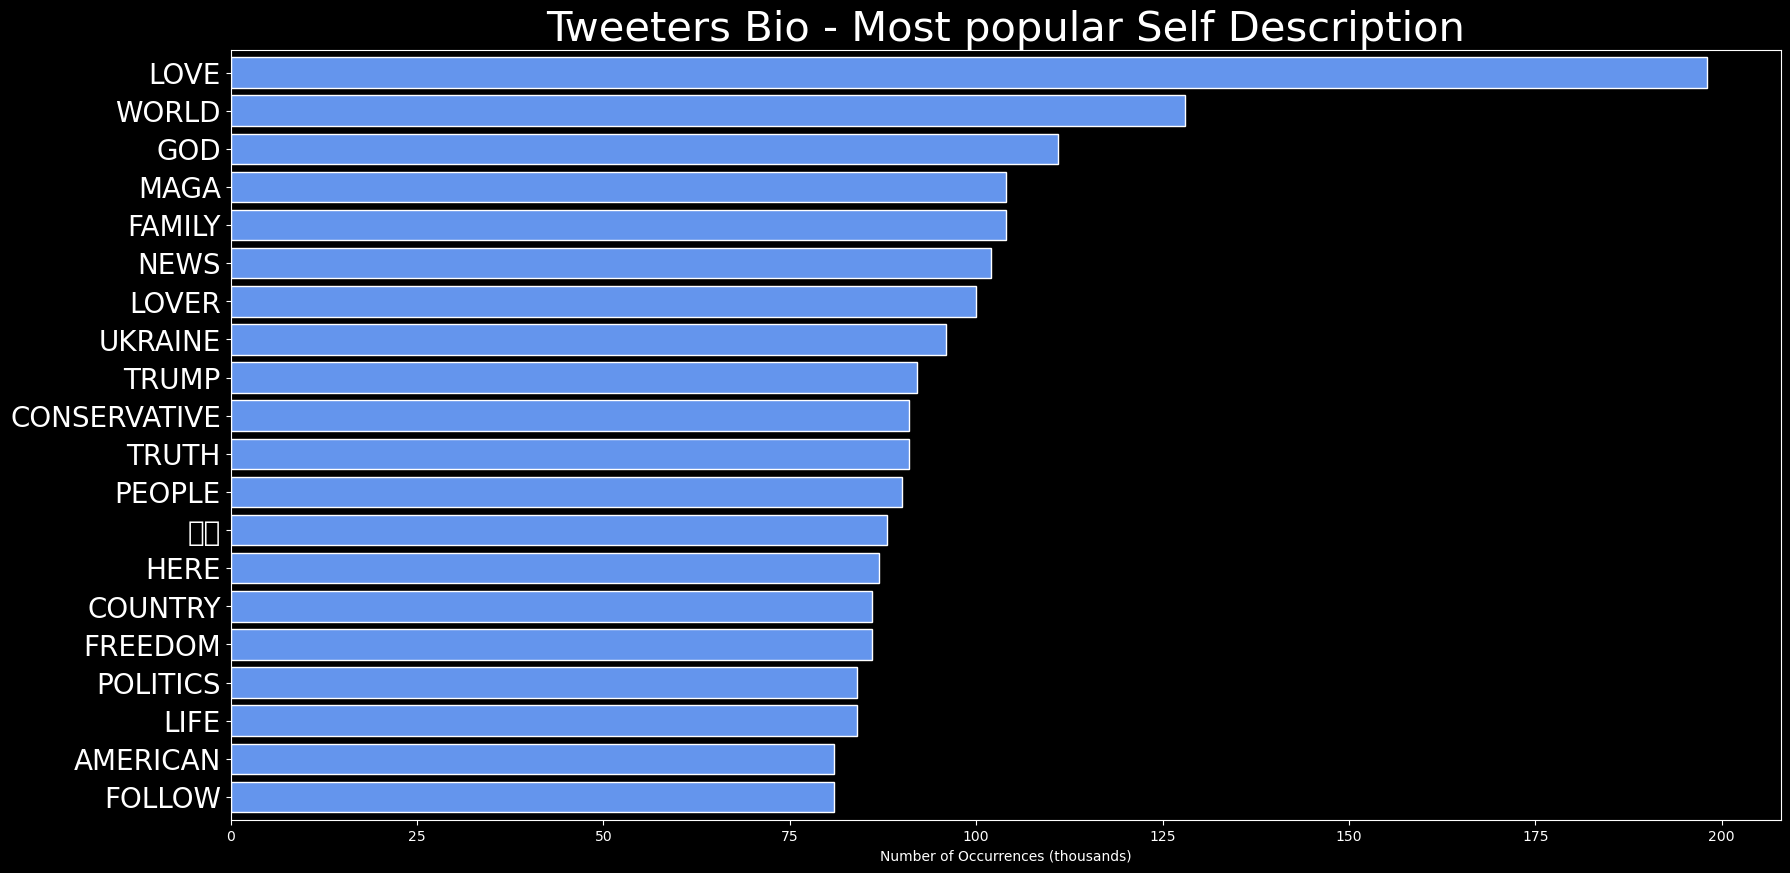 Tweeters Bio - Most popular Self Description
LOVE
WORLD
GOD
MAGA
FAMILY
NEWS
LOVER
UKRAINE
TRUMP
CONSERVATIVE
TRUTH
PEOPLE
HERE
COUNTRY
FREEDOM
POLITICS
LIFE
AMERICAN
FOLLOW
0 25 50 75 100 125 150 175 200
Number of Occurrences (thousands)